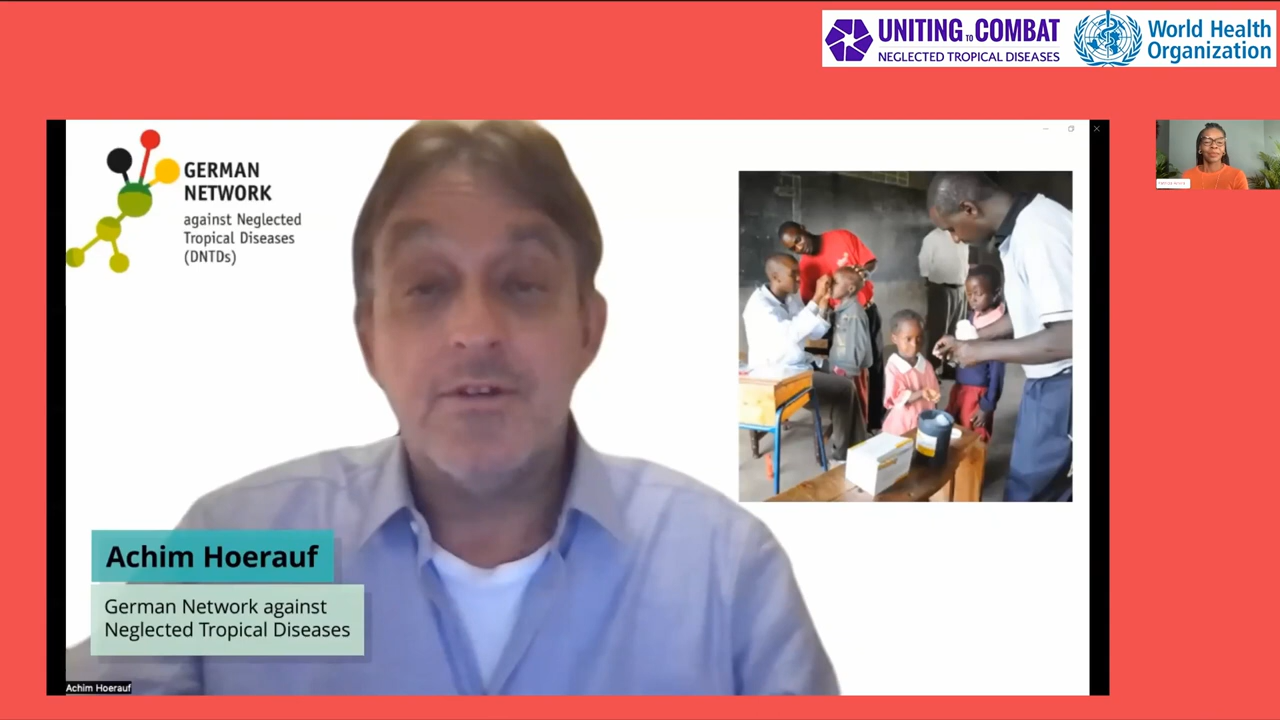 UNITING TO COMBAT
NEGLECTED TROPICAL DISEASES
World Health
Organization
GERMAN
NETWORK
against Neglected
Tropical Diseases
(DNTDs)
Achim Hoerauf
German Network against
Neglected Tropical Diseases
Achim Hoerauf